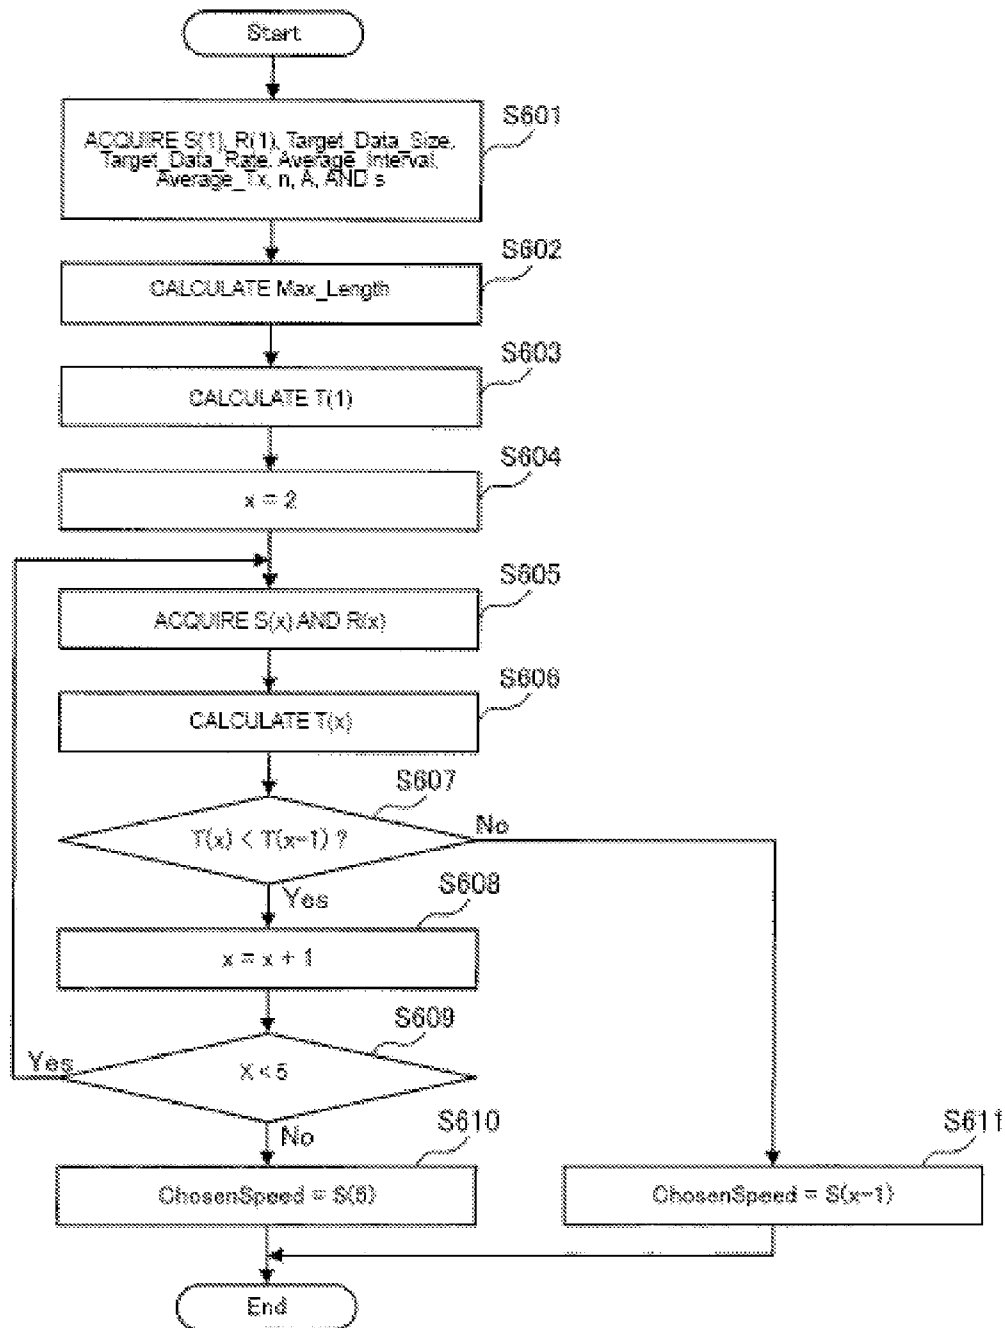 Start
S601
ACQUIRE S(1), R(1), Target_Data_Size,
Target_Data_Rate, Average_Interval,
Average_Tx, n, A, AND s
S602
CALCULATE Max_Length
S603
CALCULATE T(1)
S604
x = 2
S605
ACQUIRE S(x) AND R(x)
S606
CALCULATE T(x)
S607
T(x) < T(x-1) ?
No
Yes
S608
x = x + 1
S609
Yes
X < 5
No
S610
S611
ChosenSpeed = S(5)
ChosenSpeed = S(x-1)
End